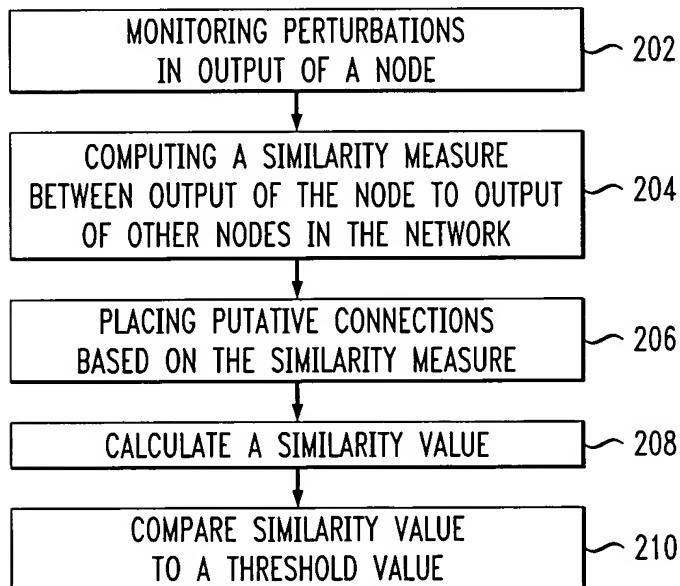 MONITORING PERTURBATIONS
IN OUTPUT OF A NODE
202
COMPUTING A SIMILARITY MEASURE
BETWEEN OUTPUT OF THE NODE TO OUTPUT
OF OTHER NODES IN THE NETWORK
204
PLACING PUTATIVE CONNECTIONS
BASED ON THE SIMILARITY MEASURE
206
CALCULATE A SIMILARITY VALUE
208
COMPARE SIMILARITY VALUE
TO A THRESHOLD VALUE
210